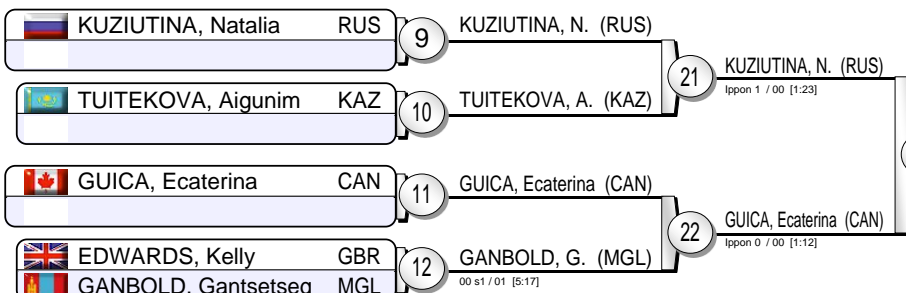 KUZIUTINA, Natalia RUS
9
KUZIUTINA, N. (RUS)
21
KUZIUTINA, N. (RUS)
Ippon 1 / 00 [1:23]
TUITEKOVA, Aigunim KAZ
10
TUITEKOVA, A. (KAZ)
GUICA, Ecaterina CAN
11
GUICA, Ecaterina (CAN)
22
GUICA, Ecaterina (CAN)
Ippon 0 / 00 [1:12]
EDWARDS, Kelly GBR
12
GANBOLD, G. (MGL)
00 s1 / 01 [5:17]
GANBOLD, Gantsetseg MGL